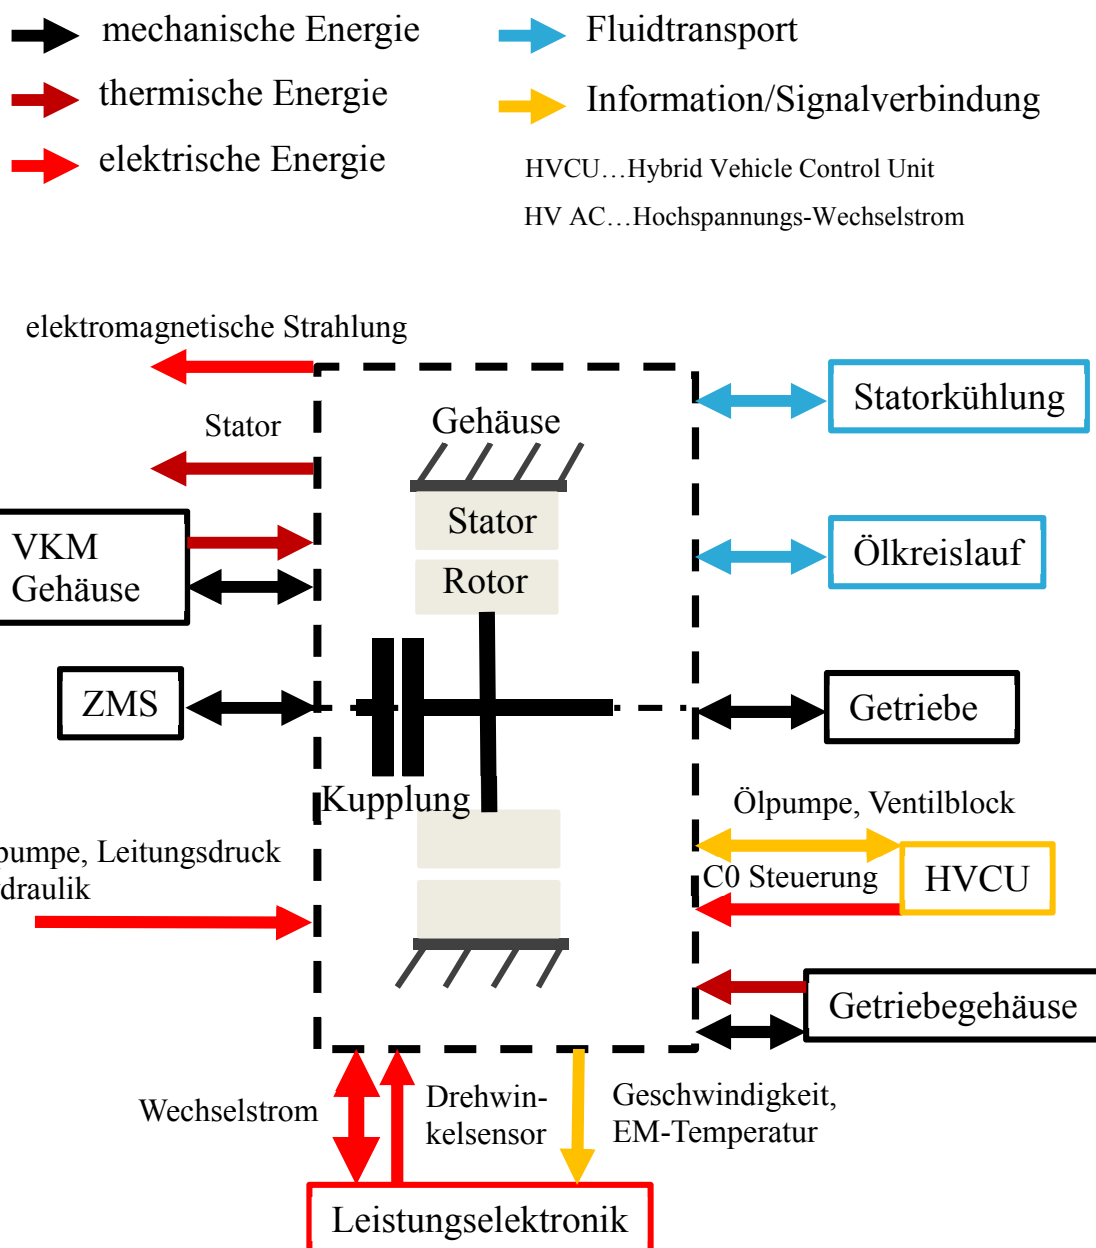 mechanische Energie
Fluidtransport
thermische Energie
Information/Signalverbindung
elektrische Energie
HVCU…Hybrid Vehicle Control Unit
HV AC…Hochspannungs-Wechselstrom
elektromagnetische Strahlung
Stator
Gehäuse
Statorkühlung
Stator
VKM
Gehäuse
Rotor
Ölkreislauf
ZMS
Getriebe
Kupplung
Ölpumpe, Ventilblock
pumpe, Leitungsdruck
draulik
C0 Steuerung
HVCU
Getriebegehäuse
Wechselstrom
Drehwin-
kelsensor
Geschwindigkeit,
EM-Temperatur
Leistungselektronik